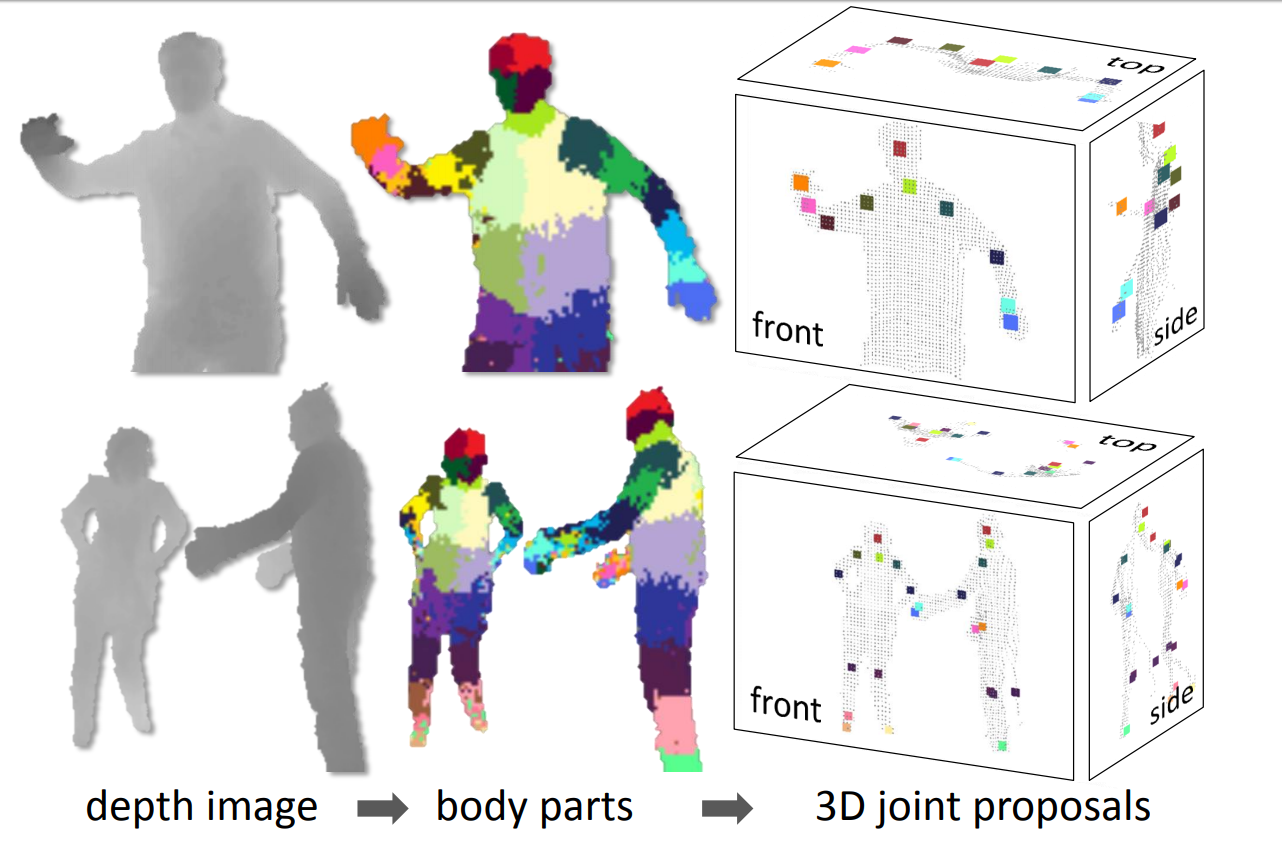 top
front
side
top
front
side
depth image
body parts
3D joint proposals